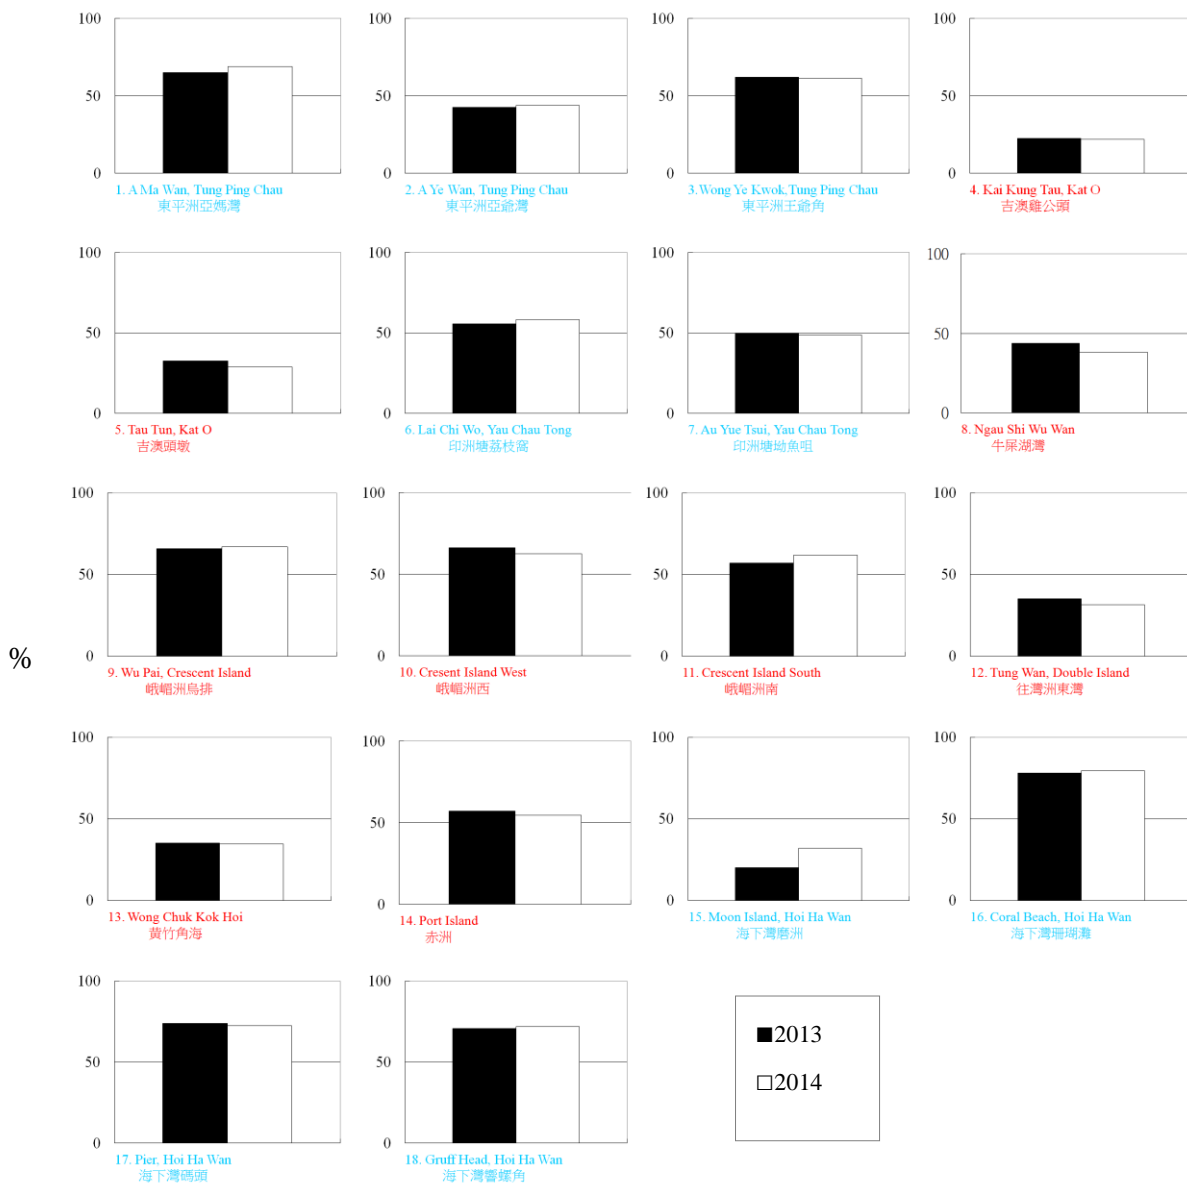 100
50
0
1. A Ma Wan, Tung Ping Chau
東平洲亞媽灣
100
50
0
2. A Ye Wan, Tung Ping Chau
東平洲亞爺灣
100
50
0
3.Wong Ye Kwok,Tung Ping Chau
東平洲王爺角
100
50
0
4. Kai Kung Tau, Kat O
吉澳雞公頭
100
50
0
5. Tau Tun, Kat O
吉澳頭墩
100
50
0
6. Lai Chi Wo, Yau Chau Tong
印洲塘荔枝窩
100
50
0
7. Au Yue Tsui, Yau Chau Tong
印洲塘坳魚咀
100
50
0
8. Ngau Shi Wu Wan
牛屎湖灣
%
100
50
0
9. Wu Pai, Crescent Island
峨嵋洲烏排
100
50
0
10. Cresent Island West
峨嵋洲西
100
50
0
11. Crescent Island South
峨嵋洲南
100
50
0
12. Tung Wan, Double Island
往灣洲東灣
100
50
0
13. Wong Chuk Kok Hoi
黃竹角海
100
50
0
14. Port Island
赤洲
100
50
0
15. Moon Island, Hoi Ha Wan
海下灣磨洲
100
50
0
16. Coral Beach, Hoi Ha Wan
海下灣珊瑚灘
100
50
0
17. Pier, Hoi Ha Wan
海下灣碼頭
100
50
0
18. Gruff Head, Hoi Ha Wan
海下灣響螺角
2013
2014